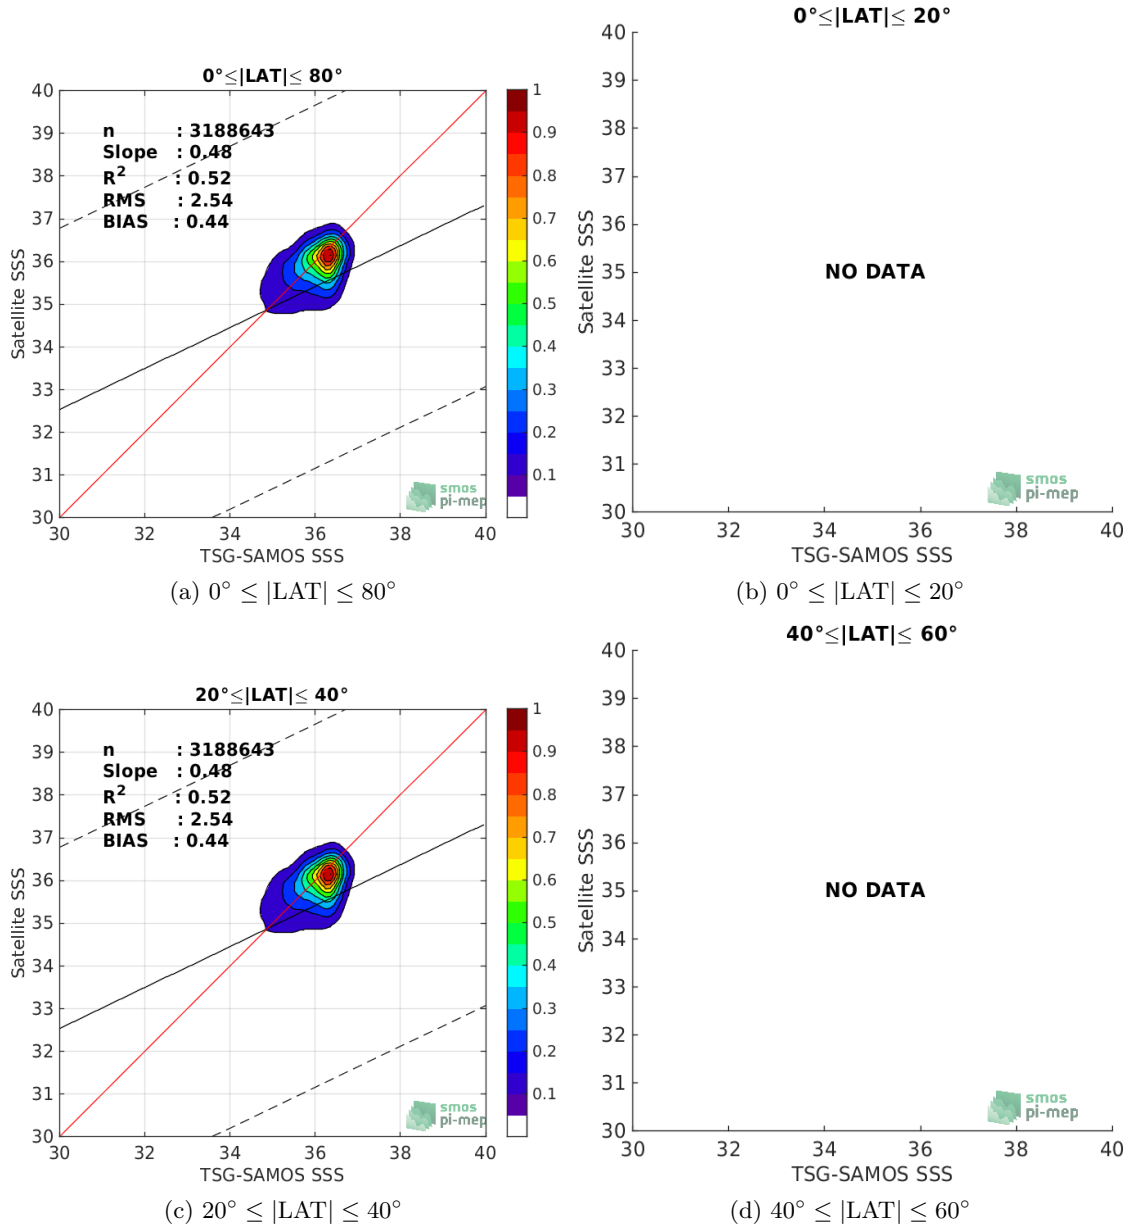 0°≤|LAT|≤ 80°
n : 3188643
Slope : 0.48
R² : 0.52
RMS : 2.54
BIAS : 0.44
40
39
38
37
36
35
34
33
32
31
30
Satellite SSS
30 32 34 36 38 40
TSG-SAMOS SSS
1
0.9
0.8
0.7
0.6
0.5
0.4
0.3
0.2
0.1
smos
pi-mep
(a) 0° ≤ |LAT| ≤ 80°
0°≤|LAT|≤ 20°
40
39
38
37
36
35
34
33
32
31
30
Satellite SSS
NO DATA
smos
pi-mep
30 32 34 36 38 40
TSG-SAMOS SSS
(b) 0° ≤ |LAT| ≤ 20°
20°≤|LAT|≤ 40°
n : 3188643
Slope : 0.48
R² : 0.52
RMS : 2.54
BIAS : 0.44
40
39
38
37
36
35
34
33
32
31
30
Satellite SSS
30 32 34 36 38 40
TSG-SAMOS SSS
1
0.9
0.8
0.7
0.6
0.5
0.4
0.3
0.2
0.1
smos
pi-mep
(c) 20° ≤ |LAT| ≤ 40°
40°≤|LAT|≤ 60°
40
39
38
37
36
35
34
33
32
31
30
Satellite SSS
NO DATA
smos
pi-mep
30 32 34 36 38 40
TSG-SAMOS SSS
(d) 40° ≤ |LAT| ≤ 60°